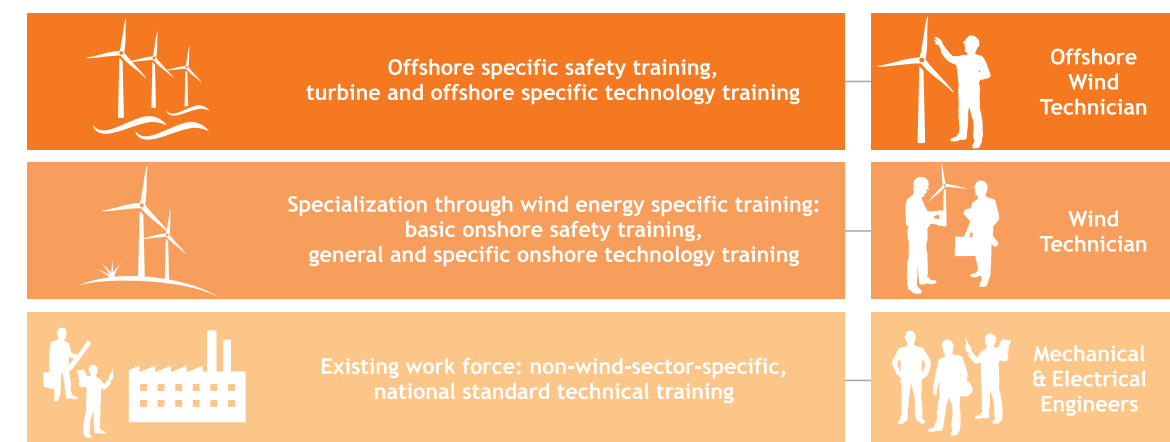 Offshore specific safety training,
turbine and offshore specific technology training
Offshore
Wind
Technician
Specialization through wind energy specific training:
basic onshore safety training,
general and specific onshore technology training
Wind
Technician
Existing work force: non-wind-sector-specific,
national standard technical training
Mechanical
& Electrical
Engineers